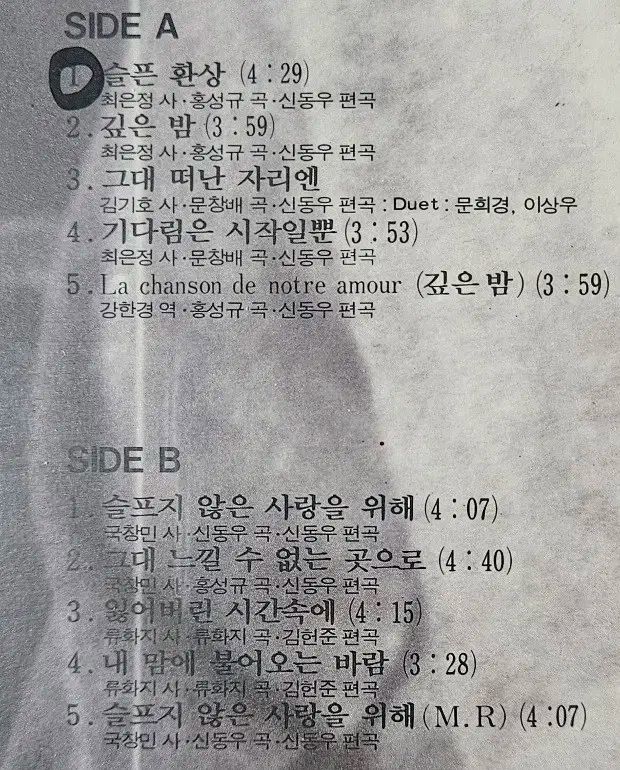 SIDE A
1. 슬픈 환상 (4：29)
최은정 사·홍성규 곡·신동우 편곡
2. 깊은 밤 (3：59)
최은정 사·홍성규 곡·신동우 편곡
3. 그대 떠난 자리엔
김기호 사·문창배 곡·신동우 편곡 : Duet : 문희경, 이상우
4. 기다림은 시작일뿐 (3：53)
최은정 사·문창배 곡·신동우 편곡
5. La chanson de notre amour (깊은 밤) (3：59)
강한경 역·홍성규 곡·신동우 편곡
SIDE B
1. 슬프지 않은 사랑을 위해 (4：07)
국창민 사·신동우 곡·신동우 편곡
2. 그대 느낄 수 없는 곳으로 (4：40)
국창민 사·홍성규 곡·신동우 편곡
3. 잃어버린 시간속에 (4：15)
류화지 사·류화지 곡·김헌준 편곡
4. 내 맘에 불어오는 바람 (3：28)
류화지 사·류화지 곡·김헌준 편곡
5. 슬프지 않은 사랑을 위해 (M.R) (4：07)
국창민 사·신동우 곡·신동우 편곡